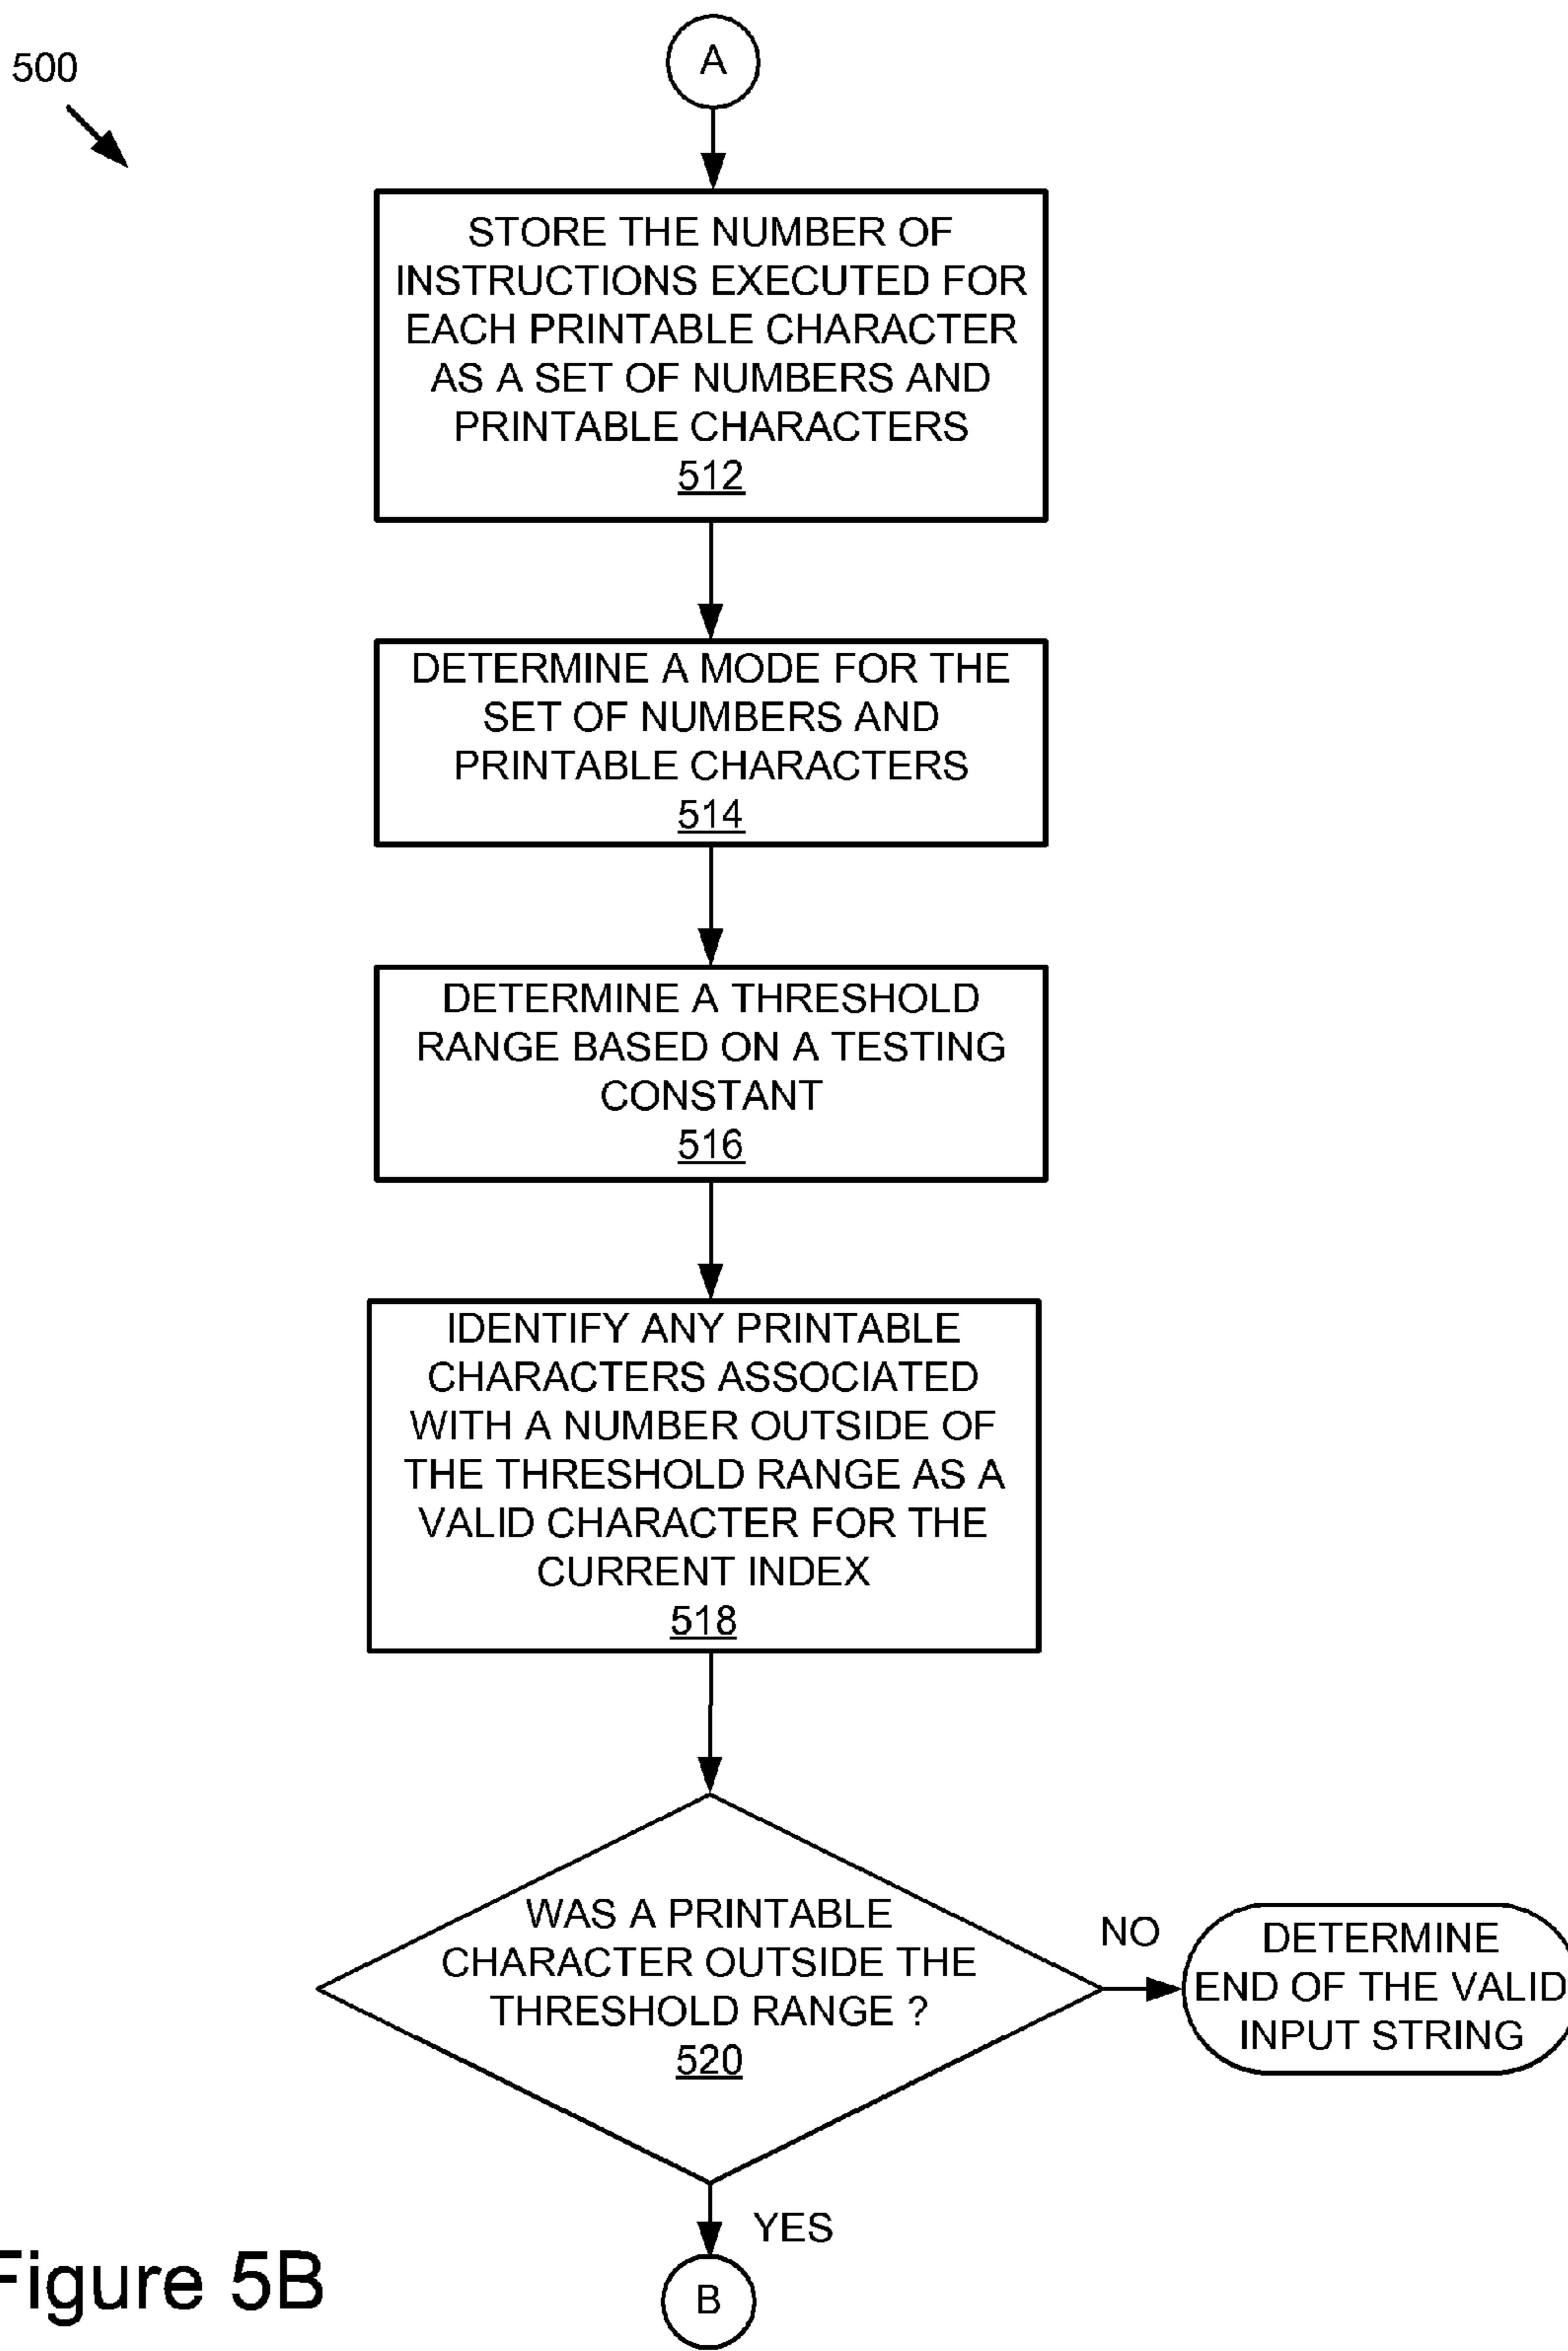 500
A
STORE THE NUMBER OF
INSTRUCTIONS EXECUTED FOR
EACH PRINTABLE CHARACTER
AS A SET OF NUMBERS AND
PRINTABLE CHARACTERS
512
DETERMINE A MODE FOR THE
SET OF NUMBERS AND
PRINTABLE CHARACTERS
514
DETERMINE A THRESHOLD
RANGE BASED ON A TESTING
CONSTANT
516
IDENTIFY ANY PRINTABLE
CHARACTERS ASSOCIATED
WITH A NUMBER OUTSIDE OF
THE THRESHOLD RANGE AS A
VALID CHARACTER FOR THE
CURRENT INDEX
518
WAS A PRINTABLE
CHARACTER OUTSIDE THE
THRESHOLD RANGE ?
520
NO
DETERMINE
END OF THE VALID
INPUT STRING
YES
B
Figure 5B